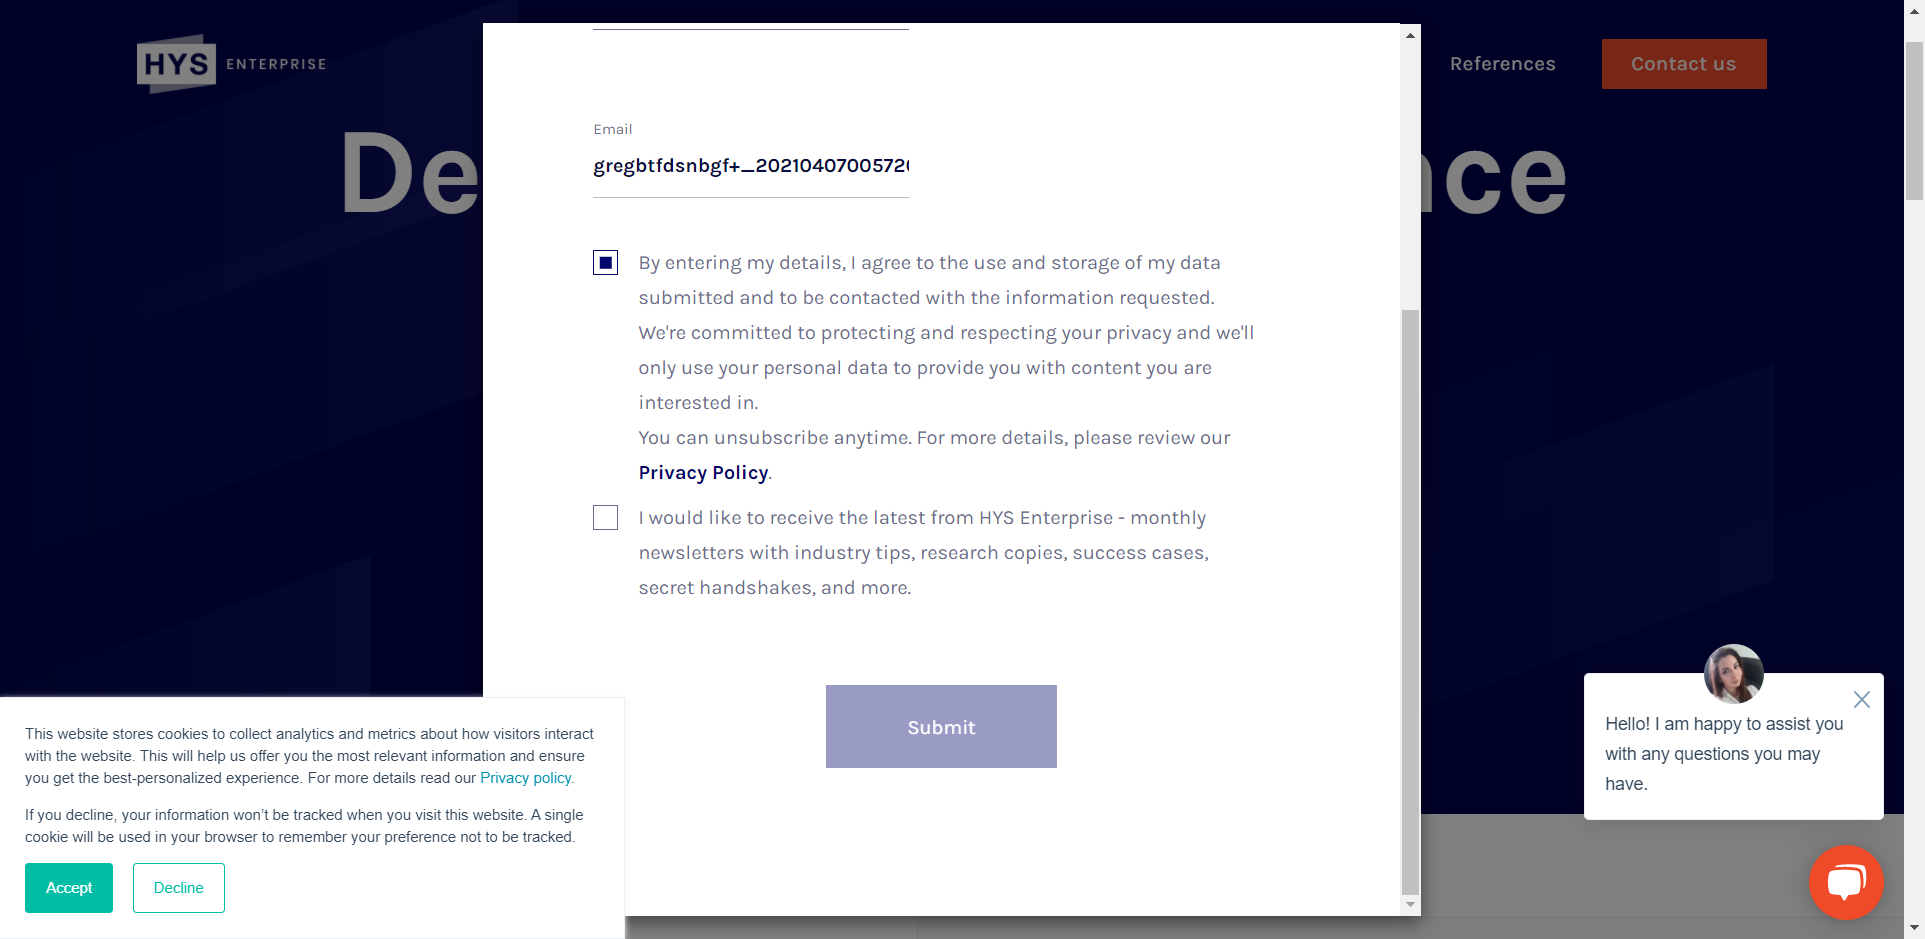 HYS ENTERPRISE
References
Contact us
De
nce
Email
gregbtfdsnbgf+_2021040700572
By entering my details, I agree to the use and storage of my data
submitted and to be contacted with the information requested.
We're committed to protecting and respecting your privacy and we'll
only use your personal data to provide you with content you are
interested in.
You can unsubscribe anytime. For more details, please review our
Privacy Policy.
I would like to receive the latest from HYS Enterprise - monthly
newsletters with industry tips, research copies, success cases,
secret handshakes, and more.
Submit
This website stores cookies to collect analytics and metrics about how visitors interact
with the website. This will help us offer you the most relevant information and ensure
you get the best-personalized experience. For more details read our Privacy policy.
If you decline, your information won’t be tracked when you visit this website. A single
cookie will be used in your browser to remember your preference not to be tracked.
Accept
Decline
Hello! I am happy to assist you
with any questions you may
have.